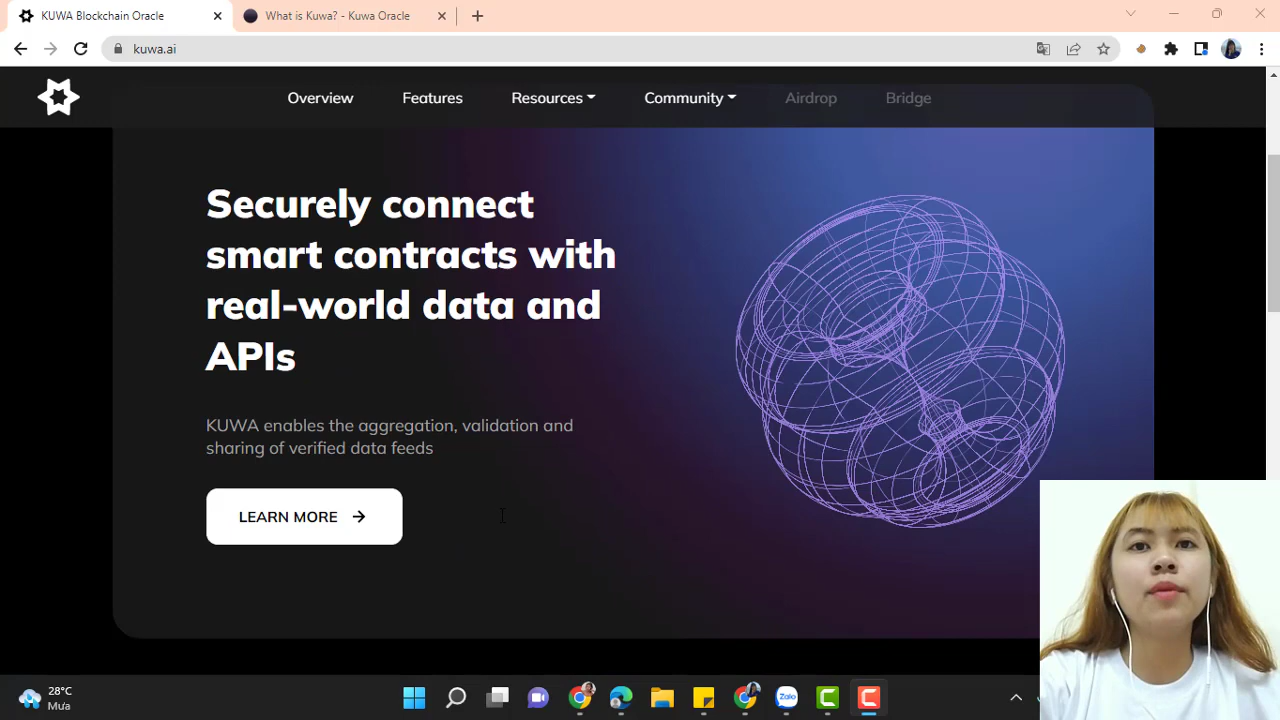 KUWA Blockchain Oracle
What is Kuwa? - Kuwa Oracle
kuwa.ai
Overview Features Resources Community Airdrop Bridge
Securely connect
smart contracts with
real-world data and
APIs
KUWA enables the aggregation, validation and
sharing of verified data feeds
LEARN MORE
28°C
Mưa
Zalo